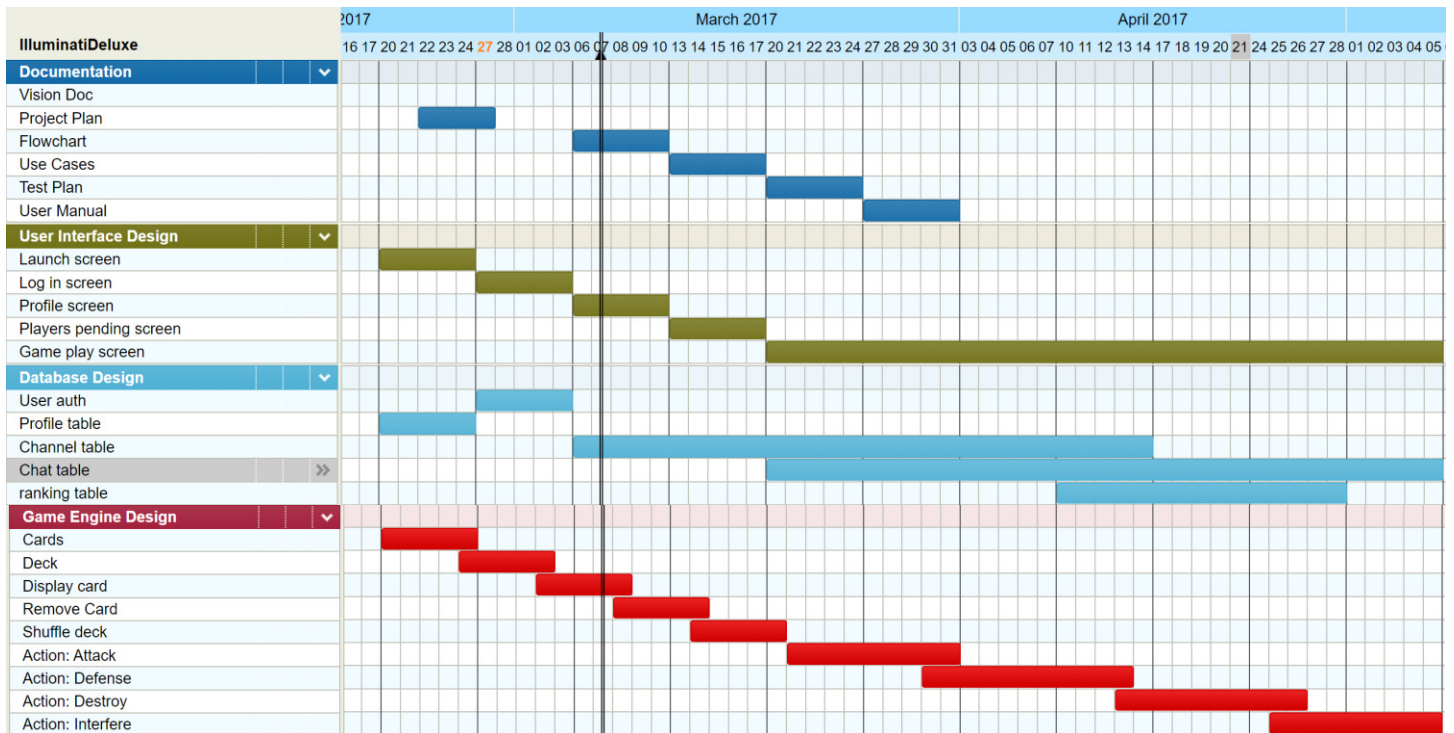 2017 March 2017 April 2017
IlluminatiDeluxe 16 17 20 21 22 23 24 27 28 01 02 03 06 07 08 09 10 13 14 15 16 17 20 21 22 23 24 27 28 29 30 31 03 04 05 06 07 10 11 12 13 14 17 18 19 20 21 24 25 26 27 28 01 02 03 04 05
Documentation
Vision Doc
Project Plan
Flowchart
Use Cases
Test Plan
User Manual
User Interface Design
Launch screen
Log in screen
Profile screen
Players pending screen
Game play screen
Database Design
User auth
Profile table
Channel table
Chat table
ranking table
Game Engine Design
Cards
Deck
Display card
Remove Card
Shuffle deck
Action: Attack
Action: Defense
Action: Destroy
Action: Interfere